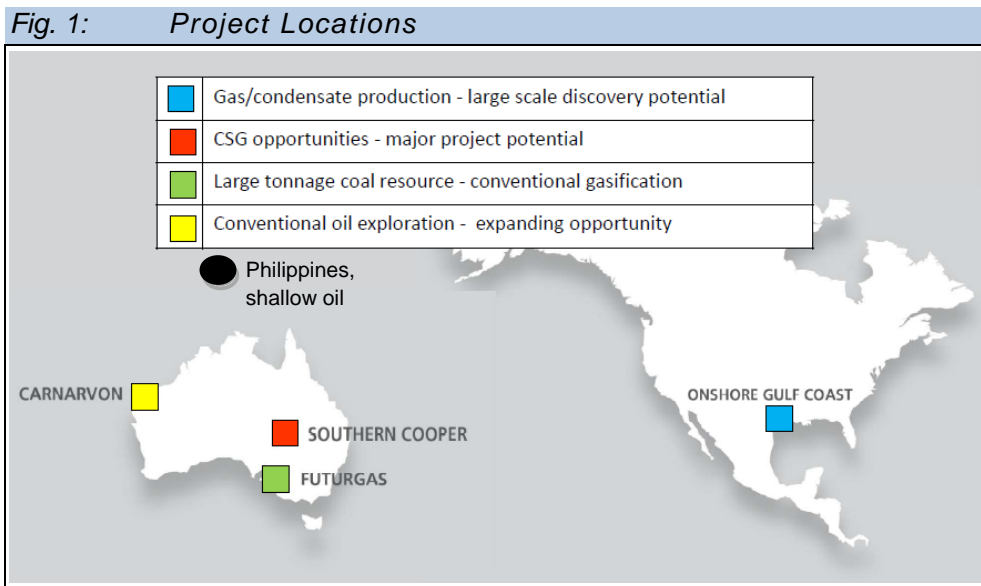 Fig. 1: Project Locations
Gas/condensate production - large scale discovery potential
CSG opportunities - major project potential
Large tonnage coal resource - conventional gasification
Conventional oil exploration - expanding opportunity
Philippines,
shallow oil
CARNARVON
ONSHORE GULF COAST
SOUTHERN COOPER
FUTURGAS